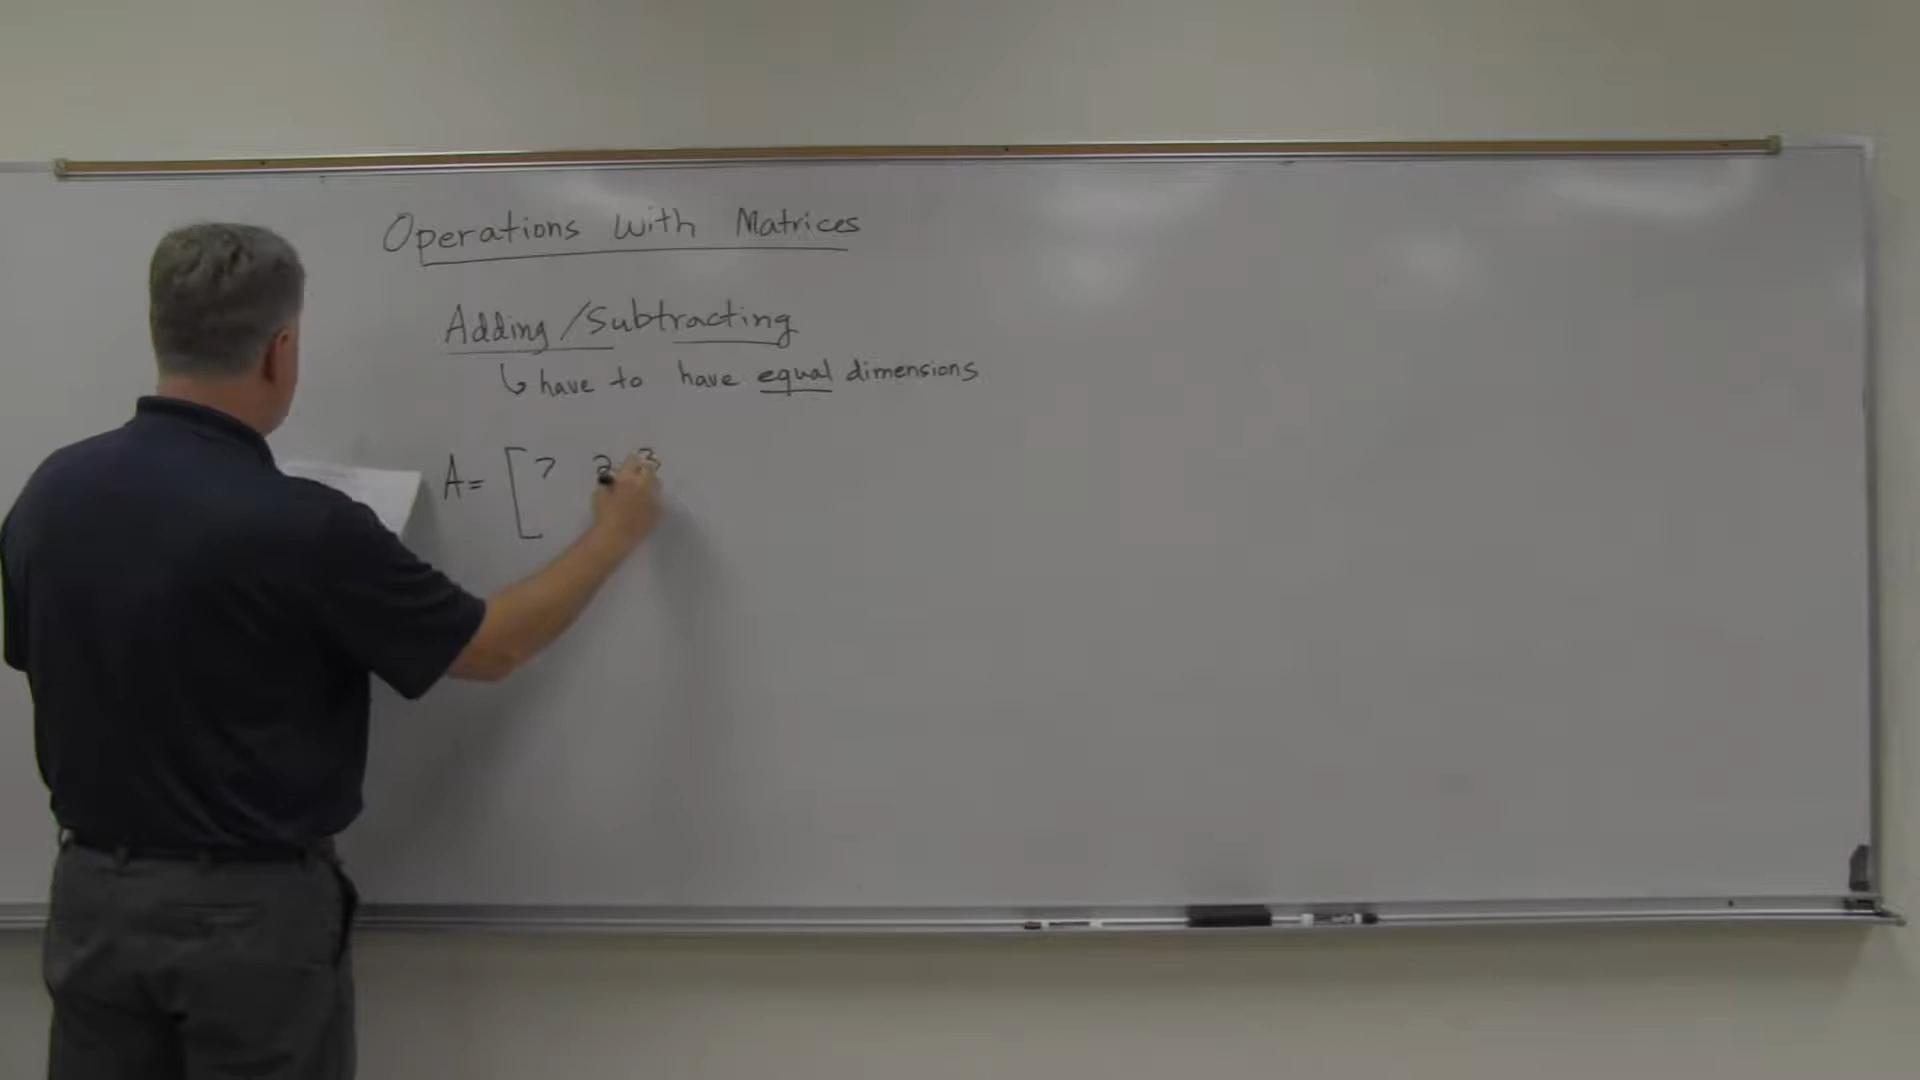 Operations with Matrices
Adding/Subtracting
↳ have to have equal dimensions
A = [ 7 2 3